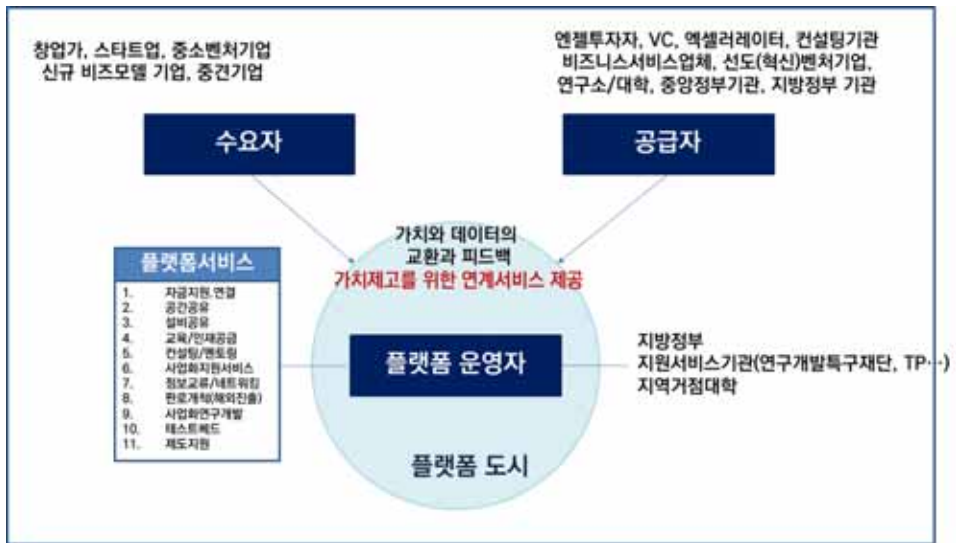 창업가, 스타트업, 중소벤처기업
신규 비즈모델 기업, 중견기업
엔젤투자자, VC, 엑셀러레이터, 컨설팅기관
비즈니스서비스업체, 선도(혁신)벤처기업,
연구소/대학, 중앙정부기관, 지방정부 기관
수요자
공급자
가치와 데이터의
교환과 피드백
가치제고를 위한 연계서비스 제공
플랫폼서비스
1. 자금지원,연결
2. 공간공유
3. 설비공유
4. 교육/인재공급
5. 컨설팅/멘토링
6. 사업화지원서비스
7. 정보교류/네트워킹
8. 판로개척(해외진출)
9. 사업화연구개발
10. 테스트베드
11. 제도지원
플랫폼 운영자
지방정부
지원서비스기관(연구개발특구재단, TP…)
지역거점대학
플랫폼 도시